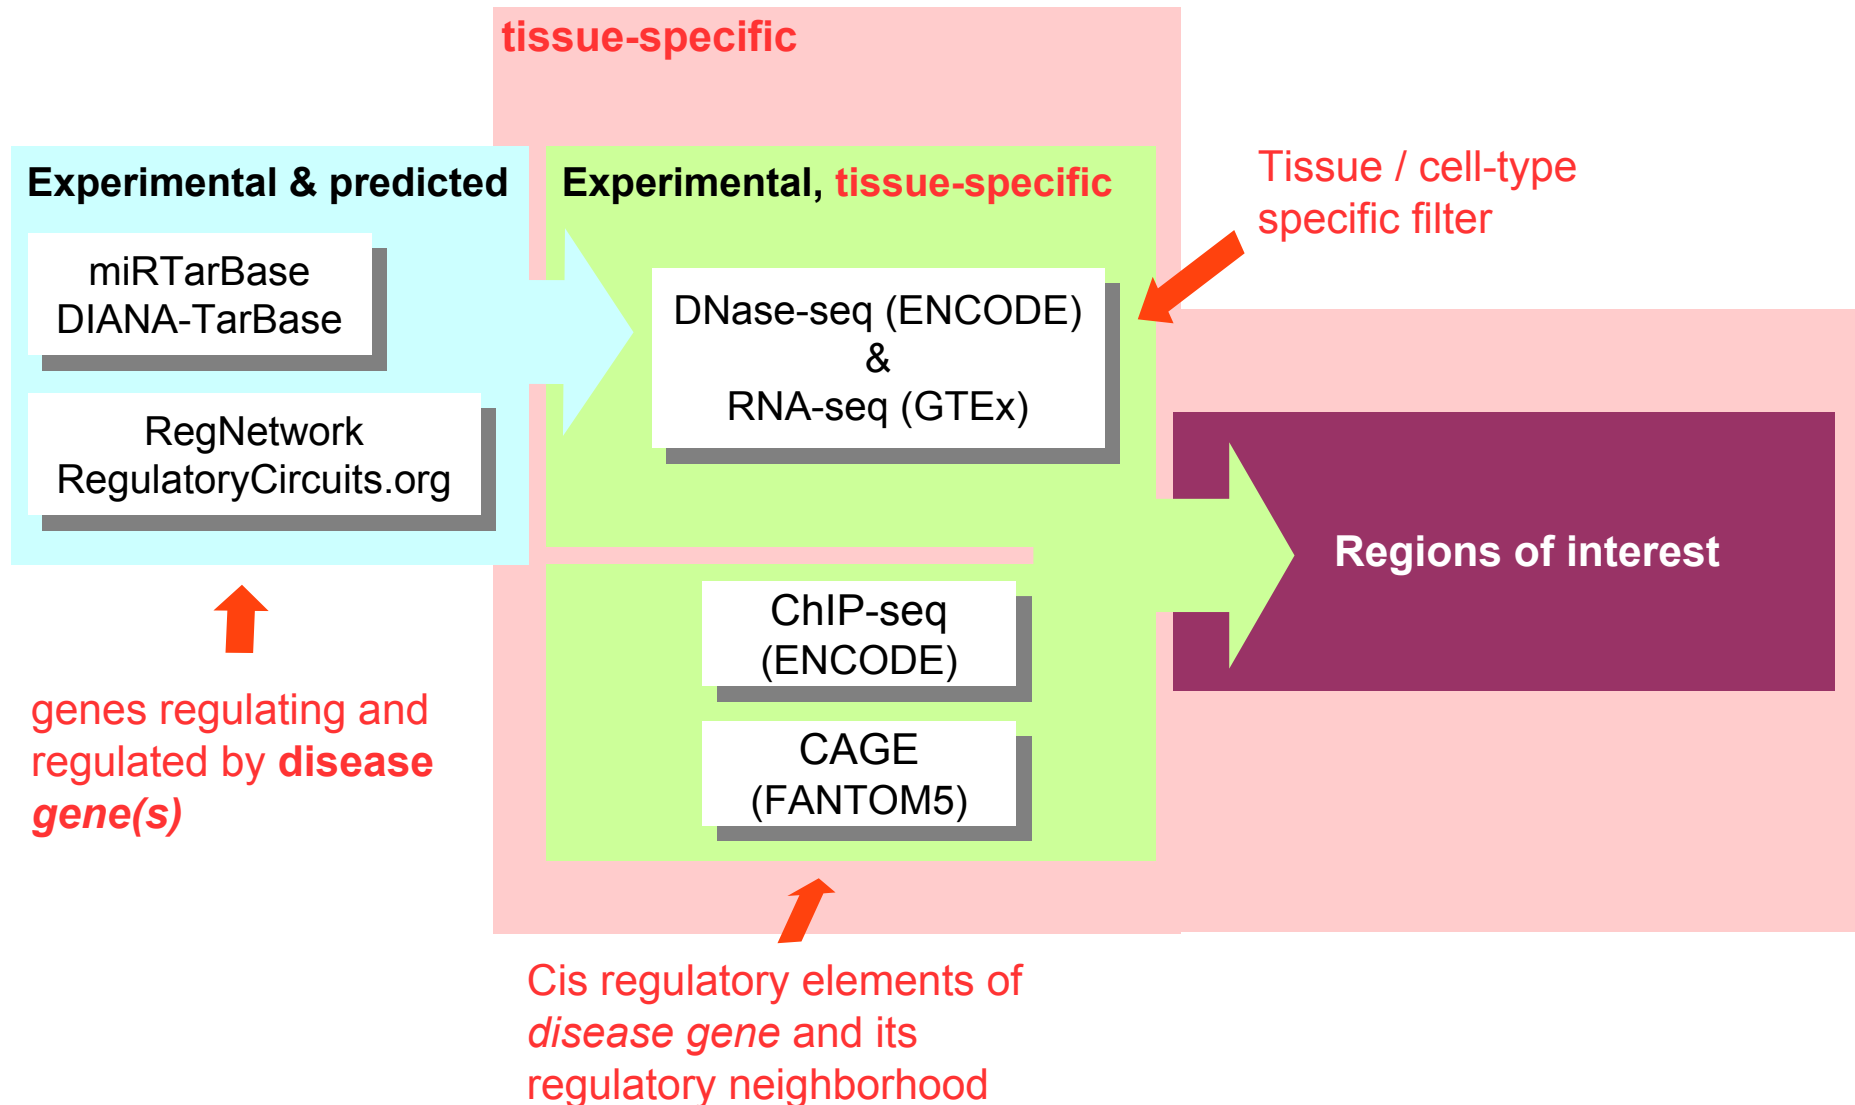 tissue-specific
Experimental & predicted
miRTarBase
DIANA-TarBase
RegNetwork
RegulatoryCircuits.org
genes regulating and
regulated by disease
gene(s)
Experimental, tissue-specific
DNase-seq (ENCODE)
&
RNA-seq (GTEx)
ChIP-seq
(ENCODE)
CAGE
(FANTOM5)
Cis regulatory elements of
disease gene and its
regulatory neighborhood
Tissue / cell-type
specific filter
Regions of interest